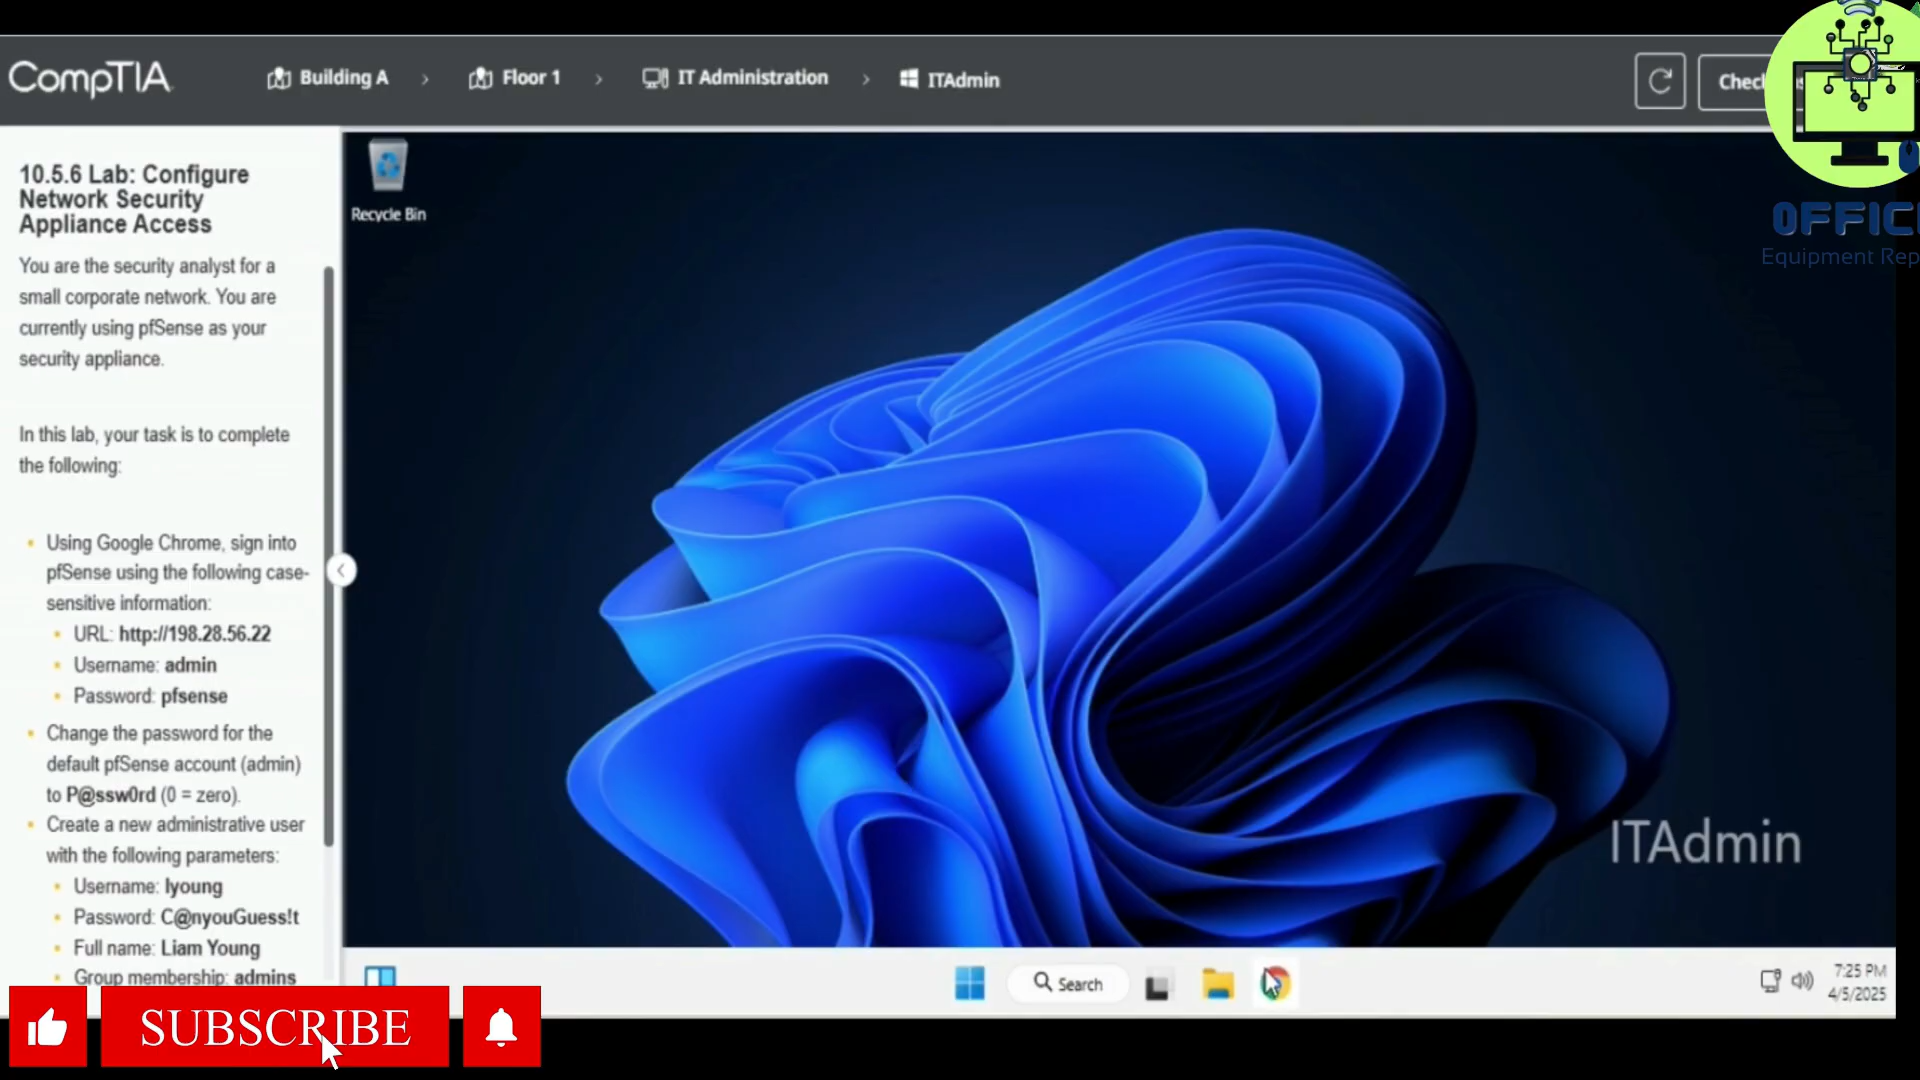 CompTIA
Building A
Floor 1
IT Administration
ITAdmin
10.5.6 Lab: Configure
Network Security
Appliance Access
You are the security analyst for a
small corporate network. You are
currently using pfSense as your
security appliance.
In this lab, your task is to complete
the following:
Using Google Chrome, sign into
pfSense using the following case-
sensitive information:
URL: http://198.28.56.22
Username: admin
Password: pfsense
Change the password for the
default pfSense account (admin)
to P@ssw0rd (0 = zero).
Create a new administrative user
with the following parameters:
Username: lyoung
Password: C@nyouGuess!t
Full name: Liam Young
Group membership: admins
Recycle Bin
ITAdmin
Search
7:25 PM
4/5/2025
SUBSCRIBE
Equipment